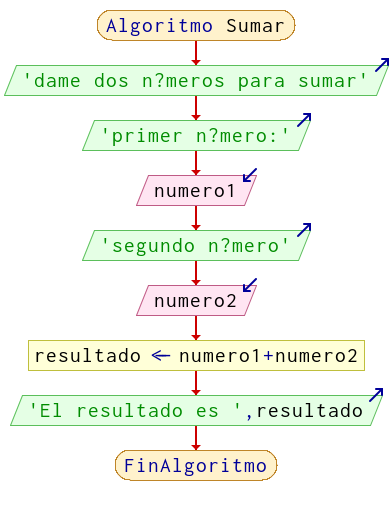 Algoritmo Sumar
'dame dos n?meros para sumar'
'primer n?mero:'
numero1
'segundo n?mero'
numero2
resultado ← numero1+numero2
'El resultado es ',resultado
FinAlgoritmo